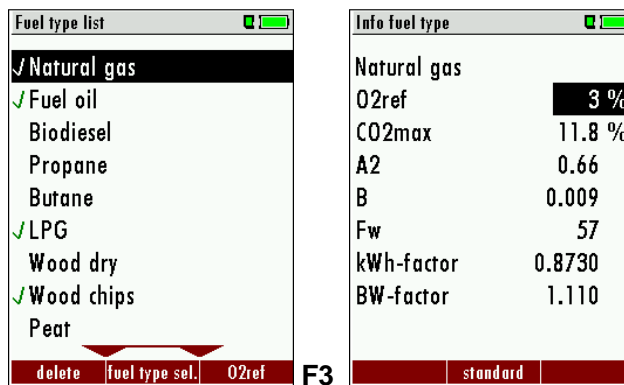 Fuel type list
✓Natural gas
✓Fuel oil
Biodiesel
Propane
Butane
✓LPG
Wood dry
✓Wood chips
Peat
delete fuel type sel. O2ref
F3
Info fuel type
Natural gas
O2ref 3 %
CO2max 11.8 %
A2 0.66
B 0.009
Fw 57
kWh-factor 0.8730
BW-factor 1.110
standard